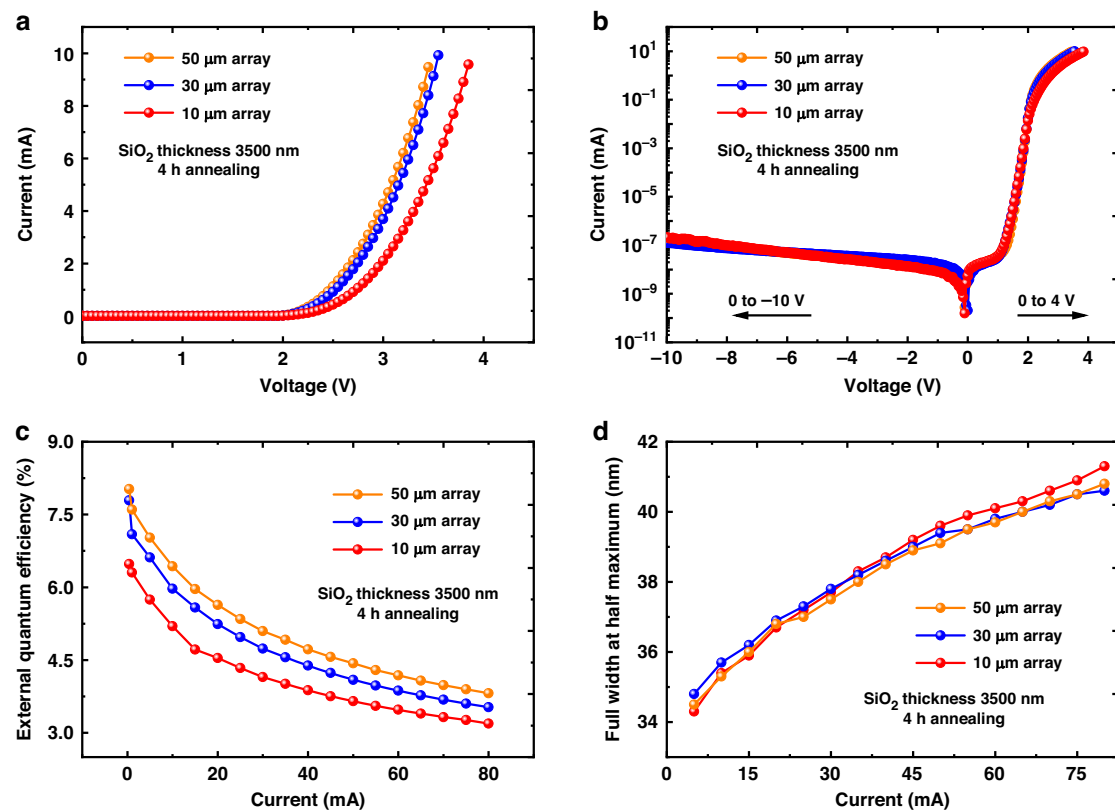 a
10
8
6
4
2
0
Current (mA)
50 μm array
30 μm array
10 μm array
SiO2 thickness 3500 nm
4 h annealing
0
1
2
3
4
Voltage (V)
b
10^1
10^−1
10^−3
10^−5
10^−7
10^−9
10^−11
Current (mA)
50 μm array
30 μm array
10 μm array
SiO2 thickness 3500 nm
4 h annealing
0 to −10 V
0 to 4 V
−10
−8
−6
−4
−2
0
2
4
Voltage (V)
c
9.0
7.5
6.0
4.5
3.0
External quantum efficiency (%)
50 μm array
30 μm array
10 μm array
SiO2 thickness 3500 nm
4 h annealing
0
20
40
60
80
Current (mA)
d
42
40
38
36
34
Full width at half maximum (nm)
50 μm array
30 μm array
10 μm array
SiO2 thickness 3500 nm
4 h annealing
0
15
30
45
60
75
Current (mA)